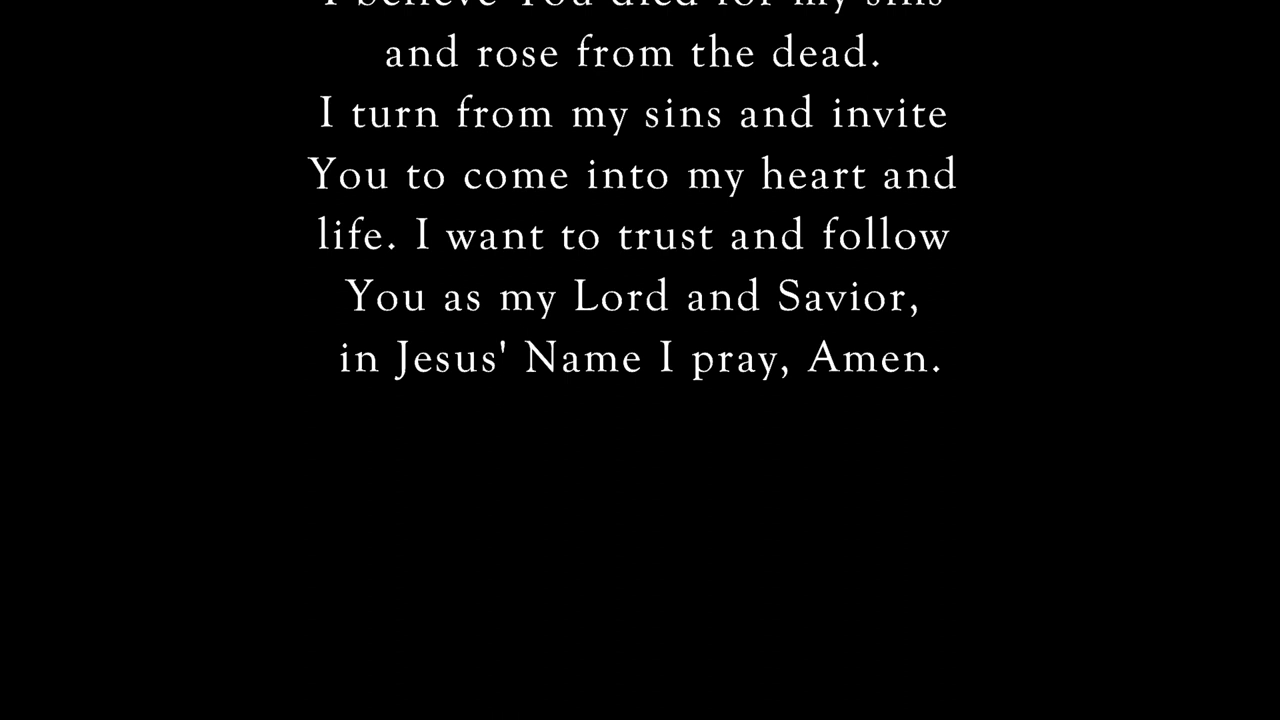 I believe You died for my sins
and rose from the dead.
I turn from my sins and invite
You to come into my heart and
life. I want to trust and follow
You as my Lord and Savior,
in Jesus' Name I pray, Amen.